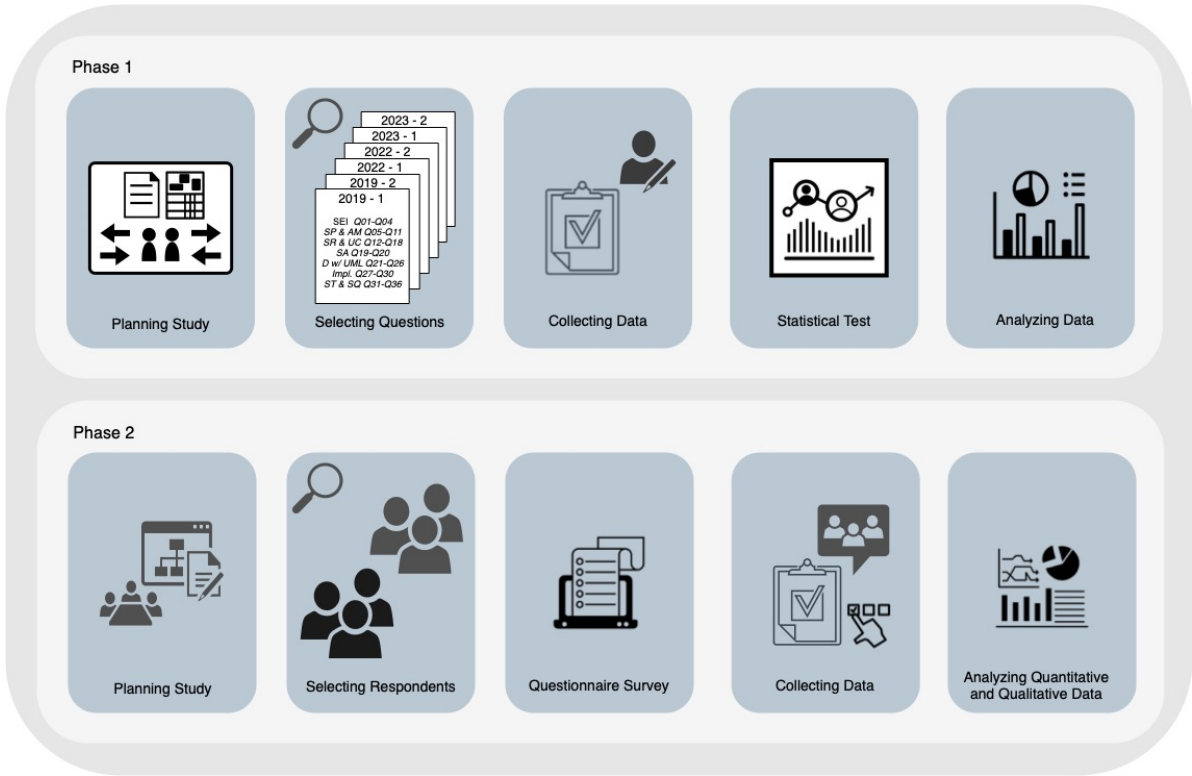 Phase 1
2023 - 2
2023 - 1
2022 - 2
2022 - 1
2019 - 2
2019 - 1
SEI Q01-Q04
SP & AM Q05-Q11
SR & UC Q12-Q18
SA Q19-Q20
D w/ UML Q21-Q26
Impl. Q27-Q30
ST & SQ Q31-Q36
Planning Study
Selecting Questions
Collecting Data
Statistical Test
Analyzing Data
Phase 2
Planning Study
Selecting Respondents
Questionnaire Survey
Collecting Data
Analyzing Quantitative
and Qualitative Data